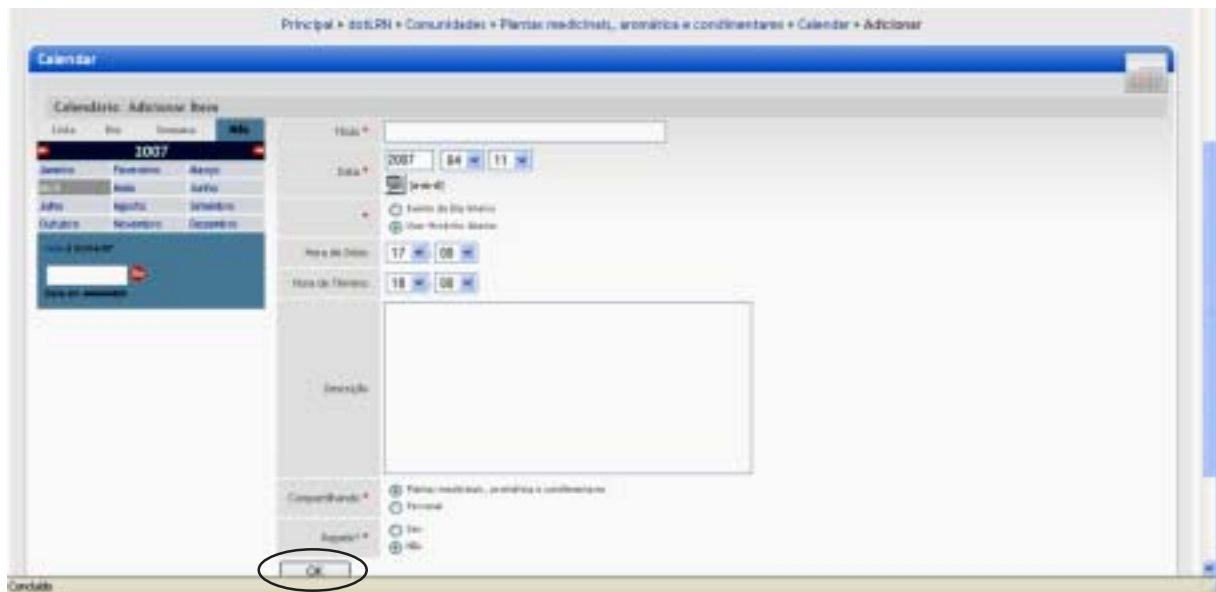 Principal » dotLRN » Comunidades » Plantas medicinais, aromática e condimentares » Calendar » Adicionar
Calendar
Calendário: Adicionar Item
Lista Dia Semana Mês
2007
Janeiro Fevereiro Março
Abril Maio Junho
Julho Agosto Setembro
Outubro Novembro Dezembro
Título *
Data *
2007 04 11
*
Evento do Dia Inteiro
Usar Horários Abaixo
Hora de Início
17 : 00
Hora de Término
18 : 00
Descrição
Compartilhando *
Plantas medicinais, aromática e condimentares
Personal
Repetir? *
Sim
Não
OK
Concluído